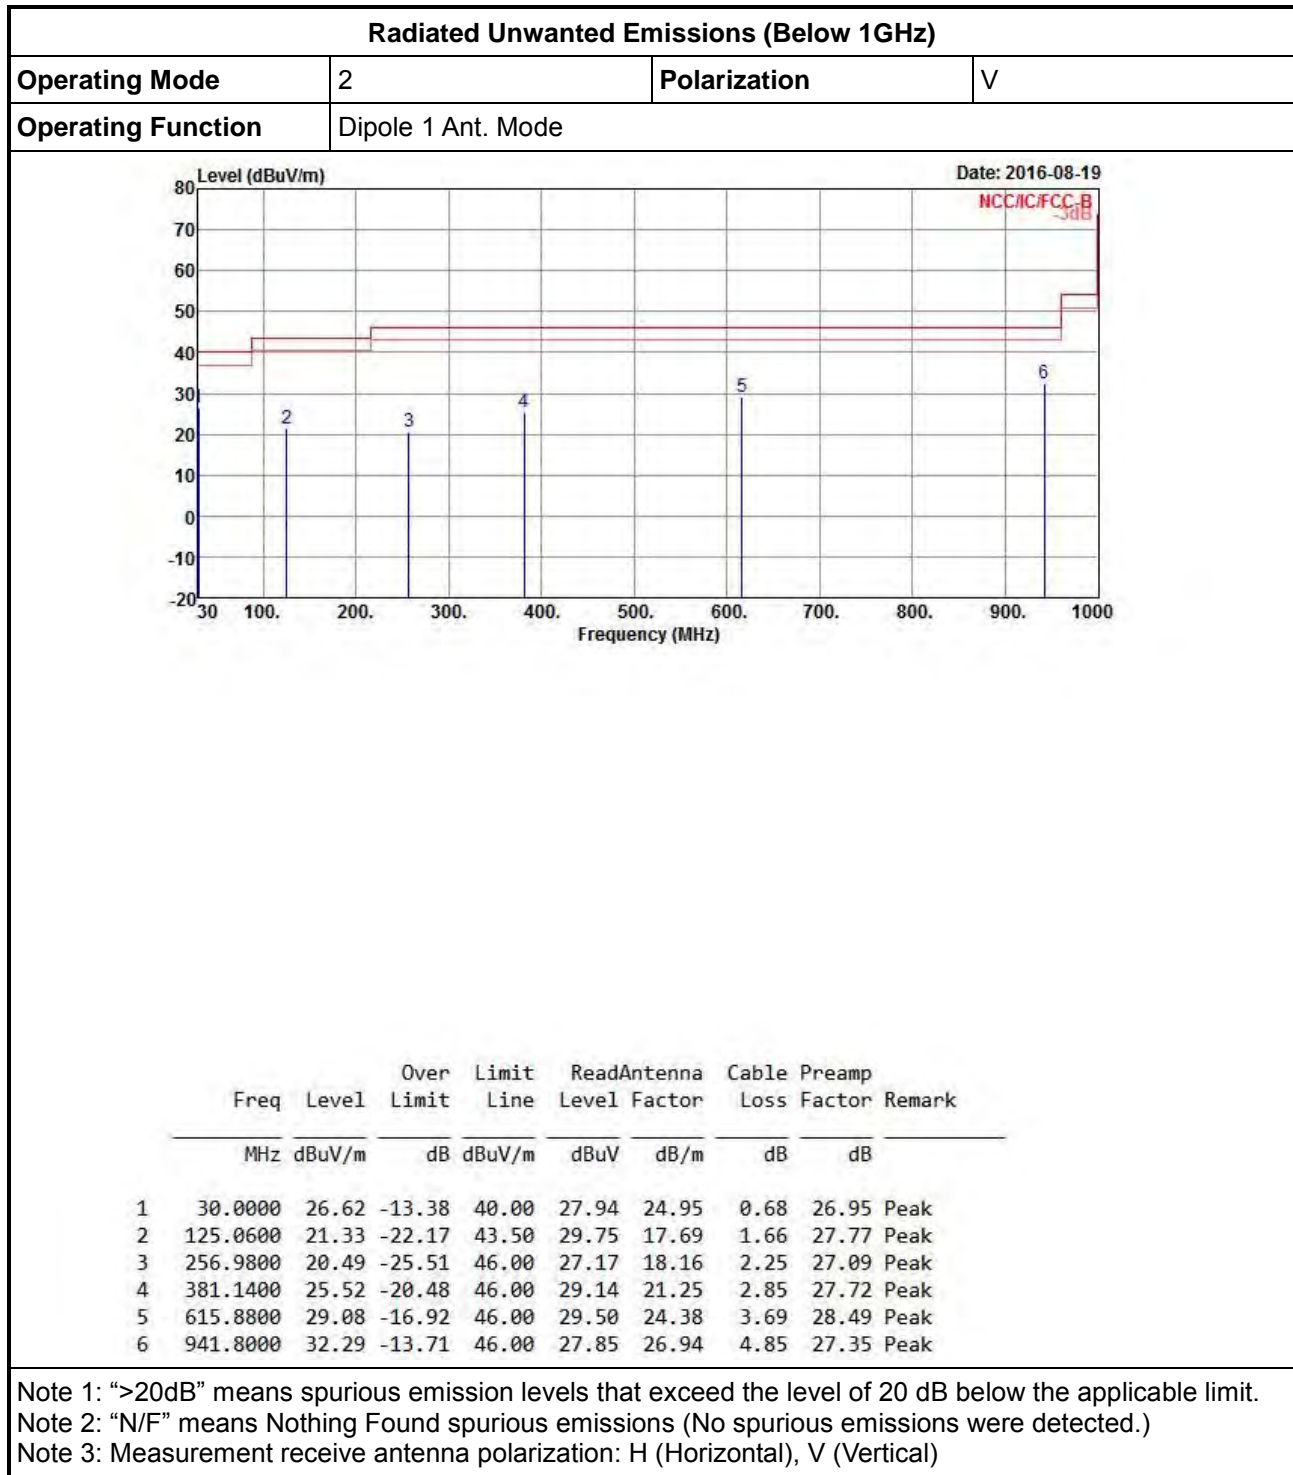 Radiated Unwanted Emissions (Below 1GHz)
Operating Mode 2 Polarization V
Operating Function Dipole 1 Ant. Mode
Level (dBuV/m) Date: 2016-08-19
80
NCC/IC/FCC-B
-3dB
70
60
50
40
30
20
10
0
-10
-20
2
3
4
5
6
30 100. 200. 300. 400. 500. 600. 700. 800. 900. 1000
Frequency (MHz)
Over Limit ReadAntenna Cable Preamp
Freq Level Limit Line Level Factor Loss Factor Remark
MHz dBuV/m dB dBuV/m dBuV dB/m dB dB
1 30.0000 26.62 -13.38 40.00 27.94 24.95 0.68 26.95 Peak
2 125.0600 21.33 -22.17 43.50 29.75 17.69 1.66 27.77 Peak
3 256.9800 20.49 -25.51 46.00 27.17 18.16 2.25 27.09 Peak
4 381.1400 25.52 -20.48 46.00 29.14 21.25 2.85 27.72 Peak
5 615.8800 29.08 -16.92 46.00 29.50 24.38 3.69 28.49 Peak
6 941.8000 32.29 -13.71 46.00 27.85 26.94 4.85 27.35 Peak
Note 1: “>20dB” means spurious emission levels that exceed the level of 20 dB below the applicable limit.
Note 2: “N/F” means Nothing Found spurious emissions (No spurious emissions were detected.)
Note 3: Measurement receive antenna polarization: H (Horizontal), V (Vertical)